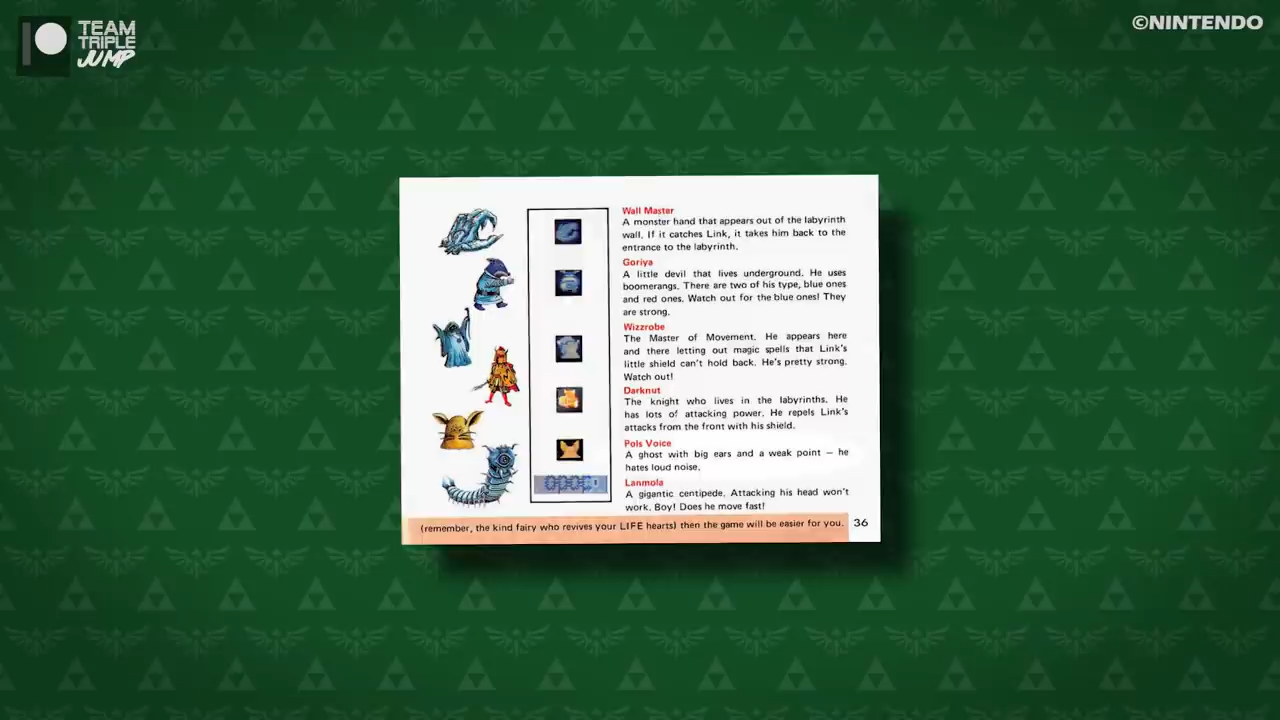 TEAM
TRIPLE
JUMP
©NINTENDO
Wall Master
A monster hand that appears out of the labyrinth
wall. If it catches Link, it takes him back to the
entrance to the labyrinth.
Goriya
A little devil that lives underground. He uses
boomerangs. There are two of his type, blue ones
and red ones. Watch out for the blue ones! They
are strong.
Wizzrobe
The Master of Movement. He appears here
and there letting out magic spells that Link's
little shield can't hold back. He's pretty strong.
Watch out!
Darknut
The knight who lives in the labyrinths. He
has lots of attacking power. He repels Link's
attacks from the front with his shield.
Pols Voice
A ghost with big ears and a weak point — he
hates loud noise.
Lanmola
A gigantic centipede. Attacking his head won't
work. Boy! Does he move fast!
(remember, the kind fairy who revives your LIFE hearts) then the game will be easier for you.
36